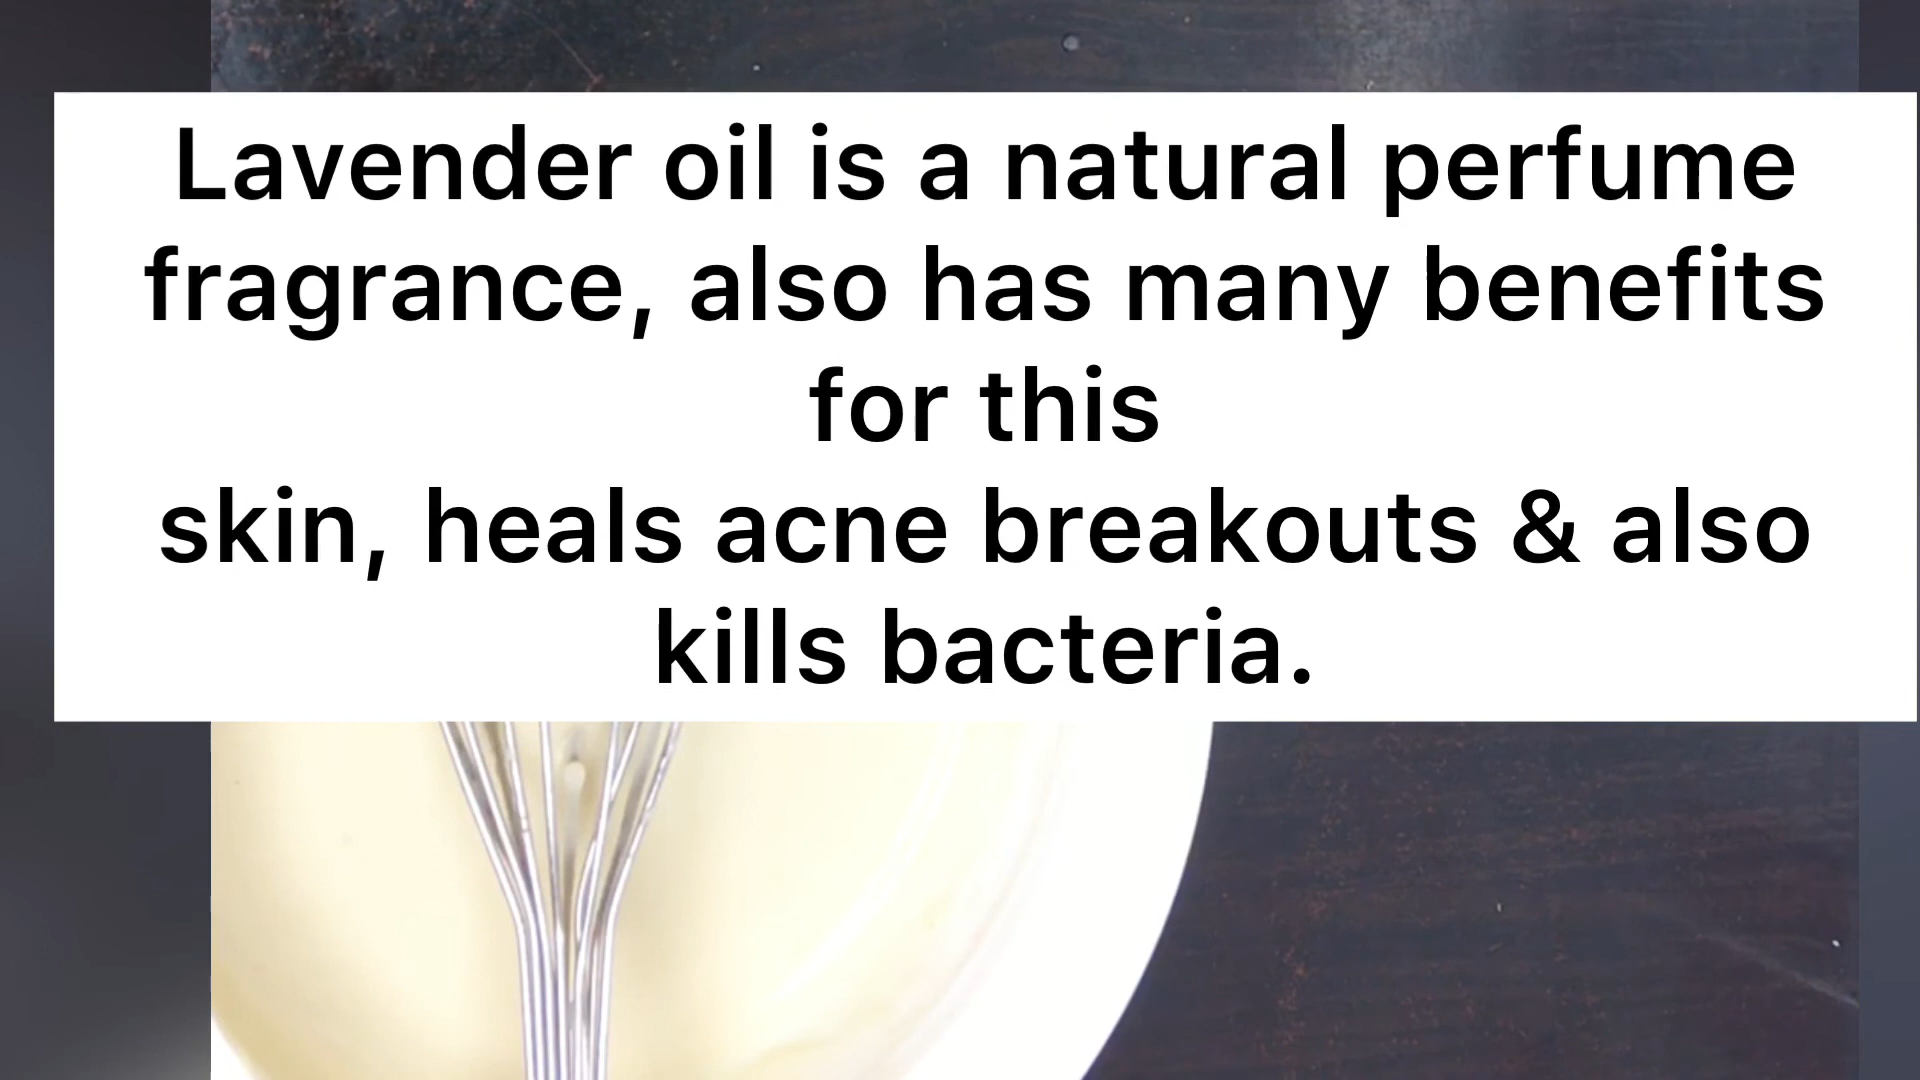 Lavender oil is a natural perfume
fragrance, also has many benefits
for this
skin, heals acne breakouts & also
kills bacteria.